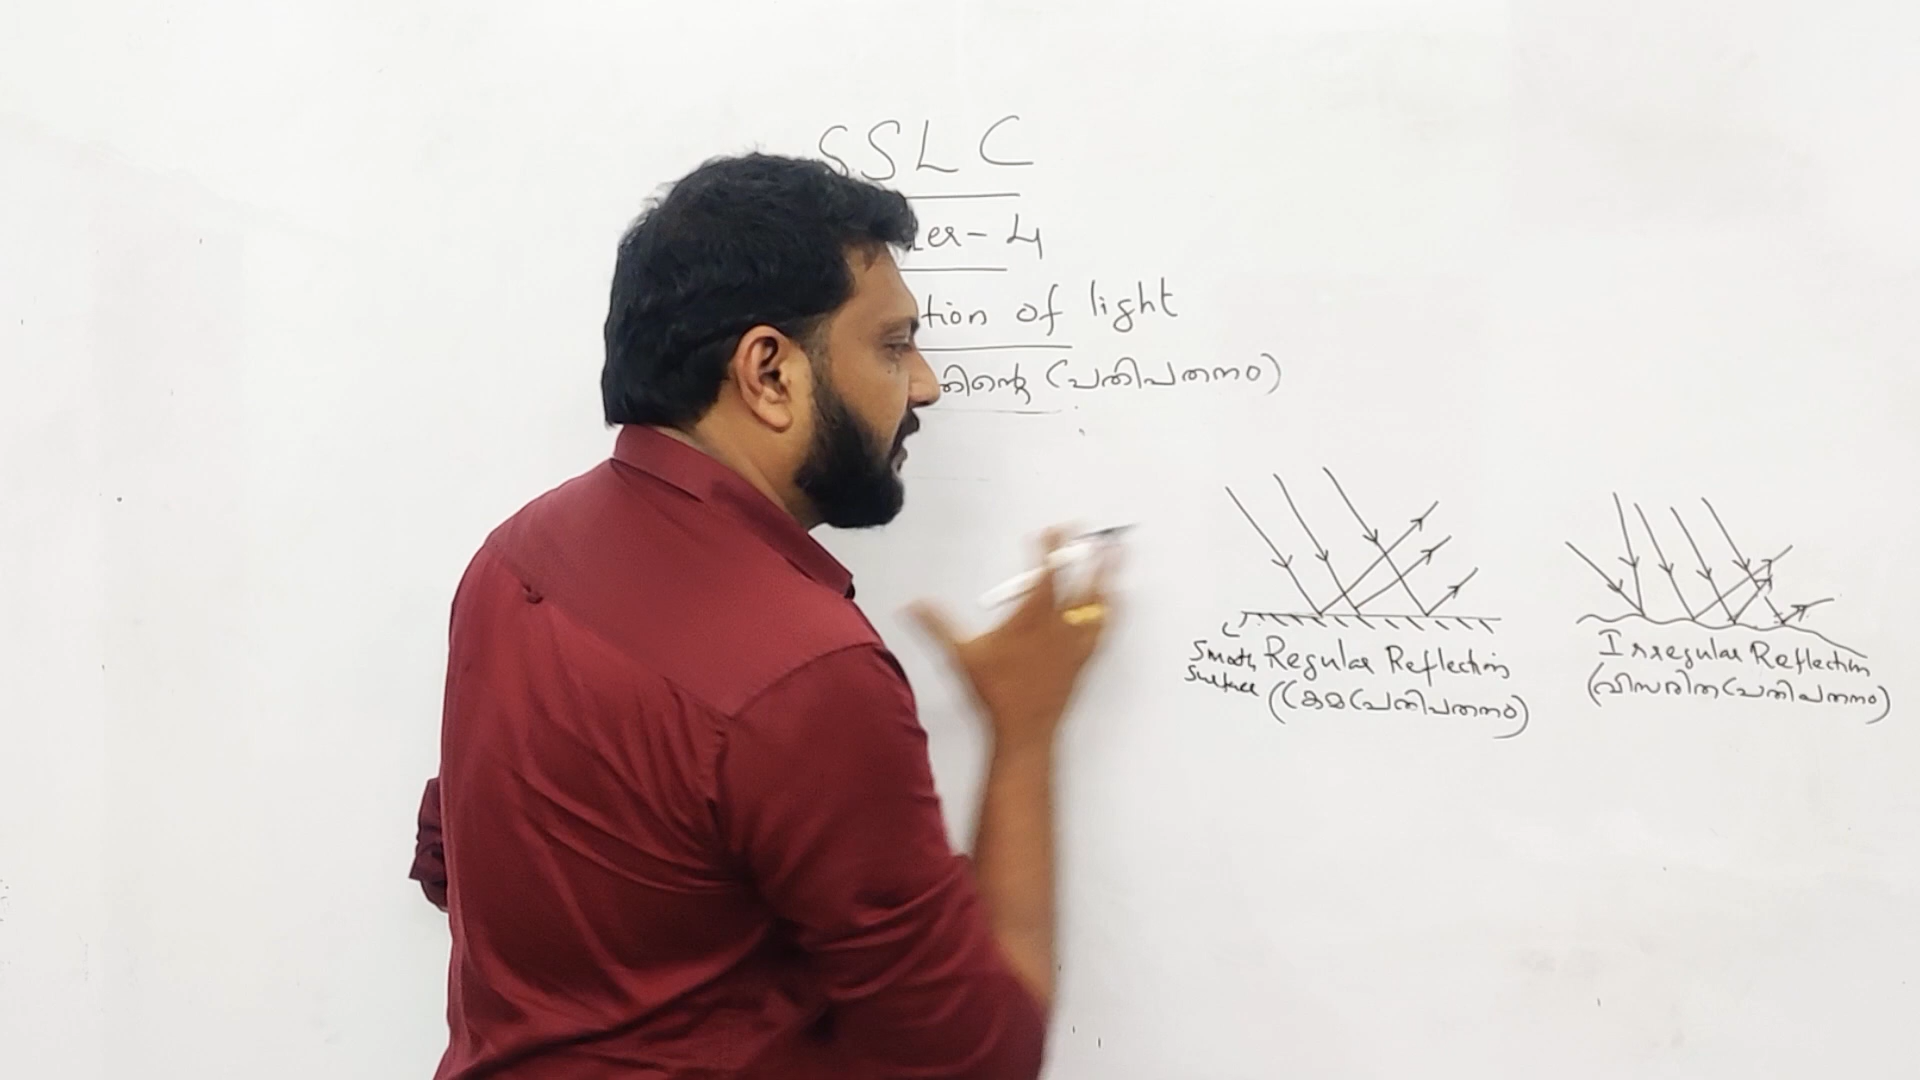 SSLC
ter-4
tion of light
ത്തിന്റെ (പ്രതിപതനം)
Smooth Surface
Regular Reflection
(ക്രമപ്രതിപതനം)
Irregular Reflection
(വിസരിതപ്രതിപതനം)